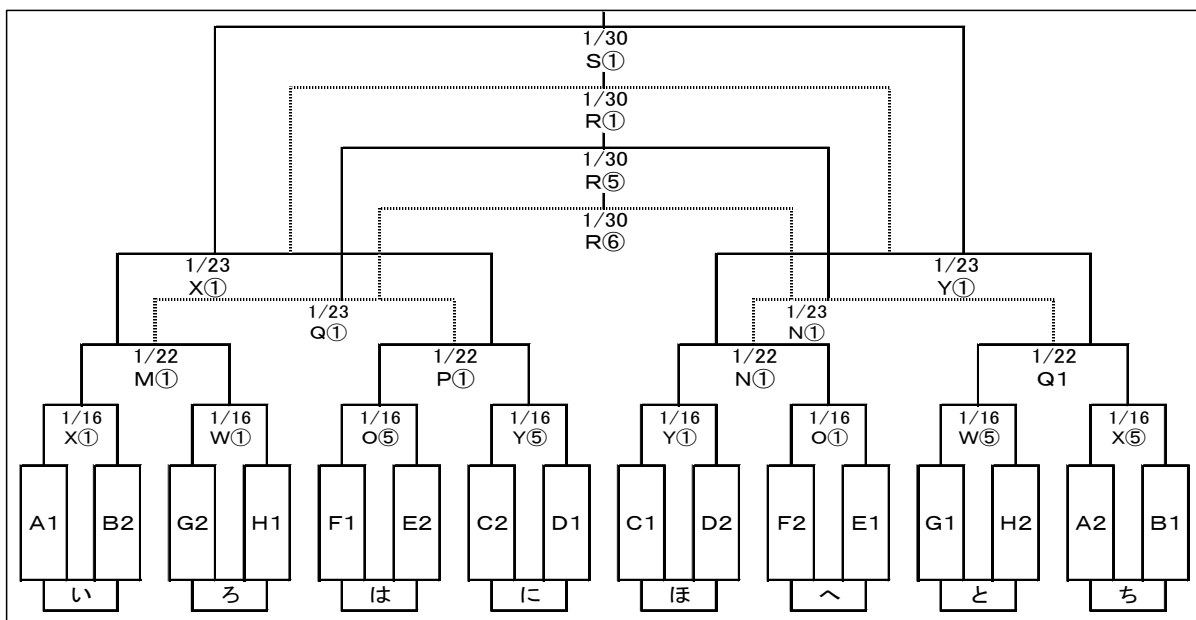 1/30
S①
1/30
R①
1/30
R⑤
1/30
R⑥
1/23 1/23
X① Y①
1/23 1/23
Q① N①
1/22 1/22 1/22 1/22
M① P① N① Q1
1/16 1/16 1/16 1/16 1/16 1/16 1/16 1/16
X① W① O⑤ Y⑤ Y① O① W⑤ X⑤
A1 B2 G2 H1 F1 E2 C2 D1 C1 D2 F2 E1 G1 H2 A2 B1
い ろ は に ほ へ と ち